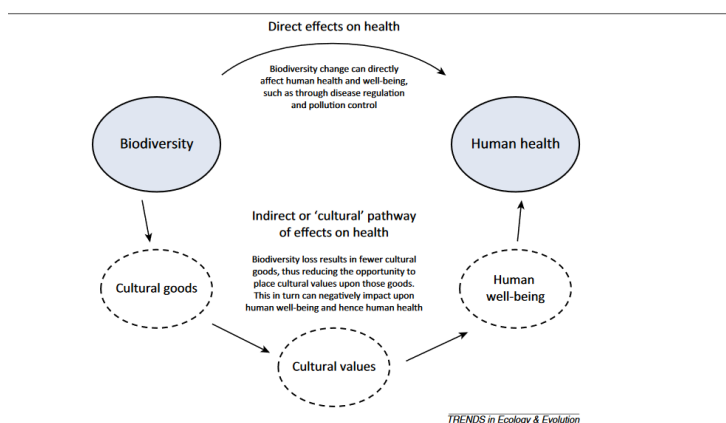 Direct effects on health
Biodiversity change can directly
affect human health and well-being,
such as through disease regulation
and pollution control
Biodiversity
Human health
Indirect or ‘cultural’ pathway
of effects on health
Biodiversity loss results in fewer cultural
goods, thus reducing the opportunity to
place cultural values upon those goods.
This in turn can negatively impact upon
human well-being and hence human health
Cultural goods
Human
well-being
Cultural values
TRENDS in Ecology & Evolution